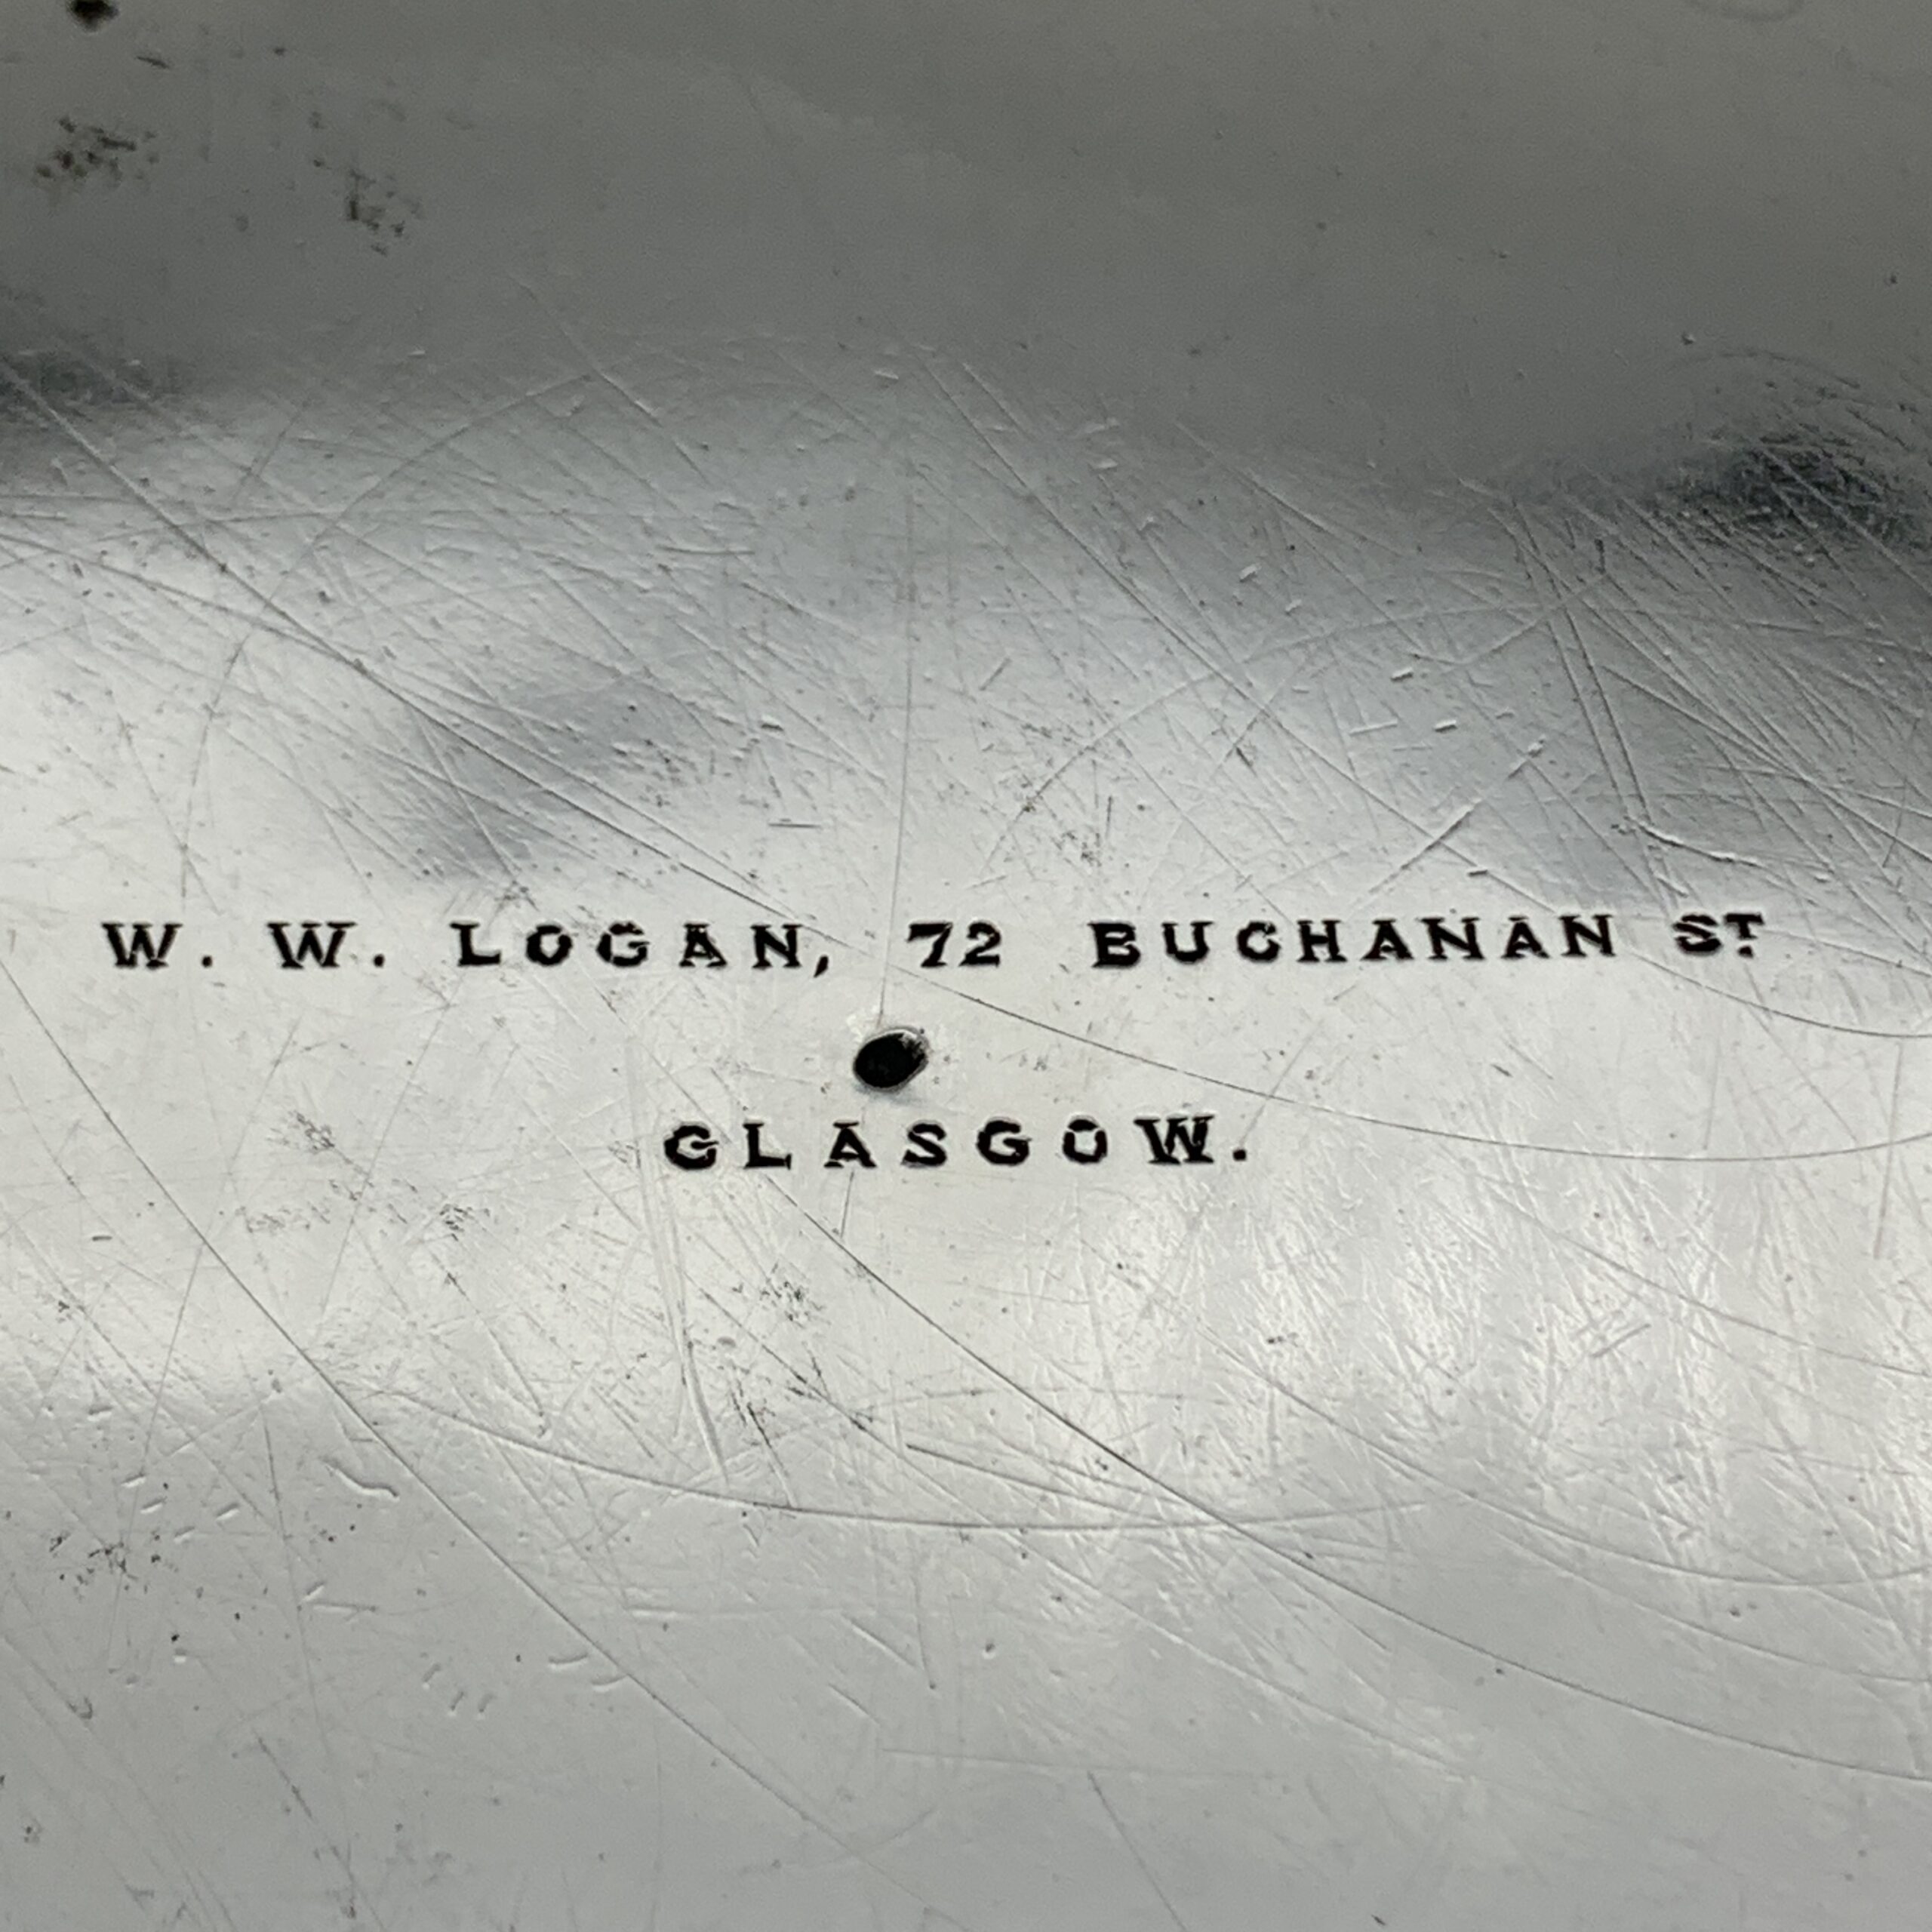 W. W. LOGAN, 72 BUCHANAN ST
GLASGOW.